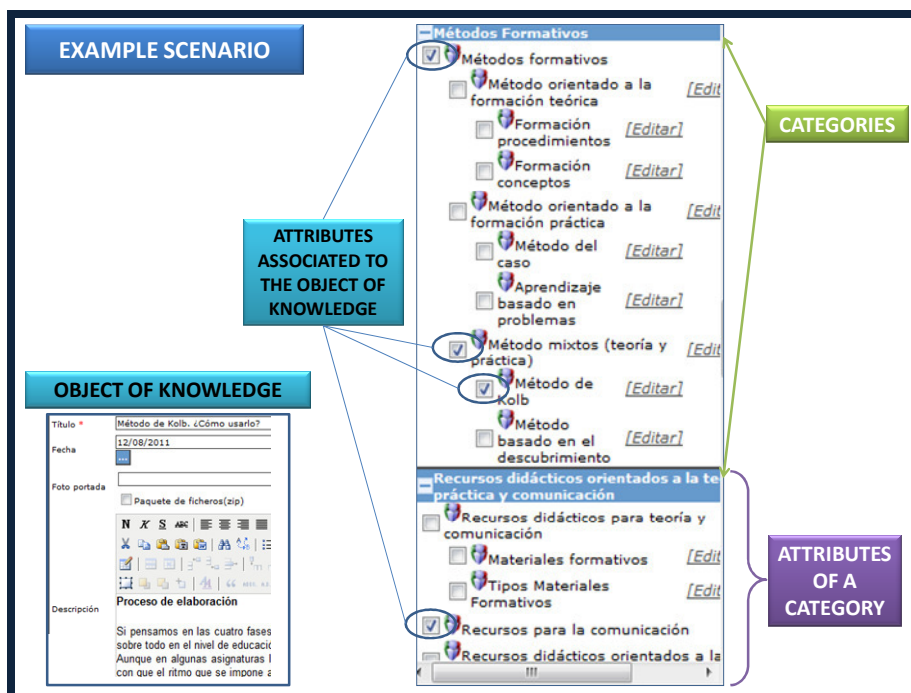 EXAMPLE SCENARIO
Métodos Formativos
Métodos formativos
Método orientado a la
formación teórica
[Edit
Formación
procedimientos
[Editar]
Formación
conceptos
[Editar]
Método orientado a la
formación práctica
[Edit
Método del
caso
[Editar]
Aprendizaje
basado en
problemas
[Editar]
Método mixtos (teoría y
práctica)
[Edit
Método de
Kolb
[Editar]
Método
basado en el
descubrimiento
[Editar]
Recursos didácticos orientados a la te
práctica y comunicación
Recursos didácticos para teoría y
comunicación
Materiales formativos
[Edit
Tipos Materiales
Formativos
[Edit
Recursos para la comunicación
Recursos didácticos orientados a la
CATEGORIES
ATTRIBUTES
ASSOCIATED TO
THE OBJECT OF
KNOWLEDGE
ATTRIBUTES
OF A
CATEGORY
OBJECT OF KNOWLEDGE
Título *
Método de Kolb. ¿Cómo usarlo?
Fecha
12/08/2011
...
Foto portada
Paquete de ficheros(zip)
N K S ABC
Descripción
Proceso de elaboración
Si pensamos en las cuatro fases
sobre todo en el nivel de educació
Aunque en algunas asignaturas l
con que el ritmo que se impone a